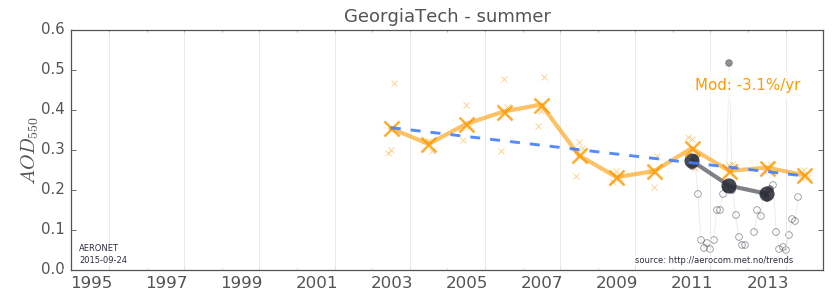 GeorgiaTech - summer
0.6
0.5
0.4
0.3
0.2
0.1
0.0
AOD550
Mod: -3.1%/yr
AERONET
2015-09-24
source: http://aerocom.met.no/trends
1995 1997 1999 2001 2003 2005 2007 2009 2011 2013